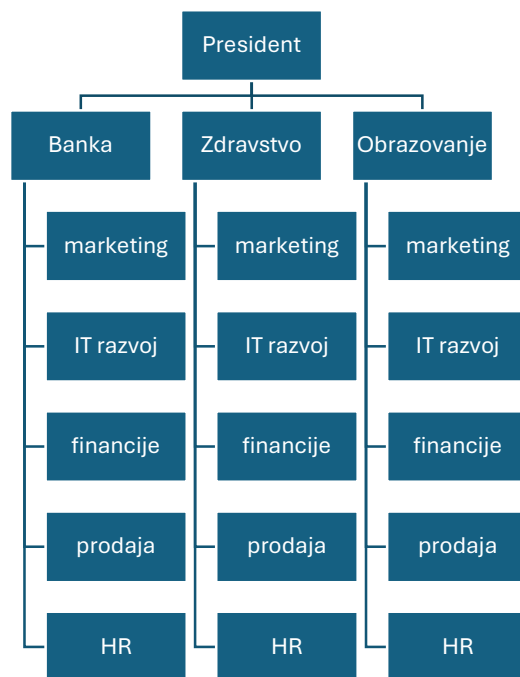 President
Banka
Zdravstvo
Obrazovanje
marketing
IT razvoj
financije
prodaja
HR
marketing
IT razvoj
financije
prodaja
HR
marketing
IT razvoj
financije
prodaja
HR